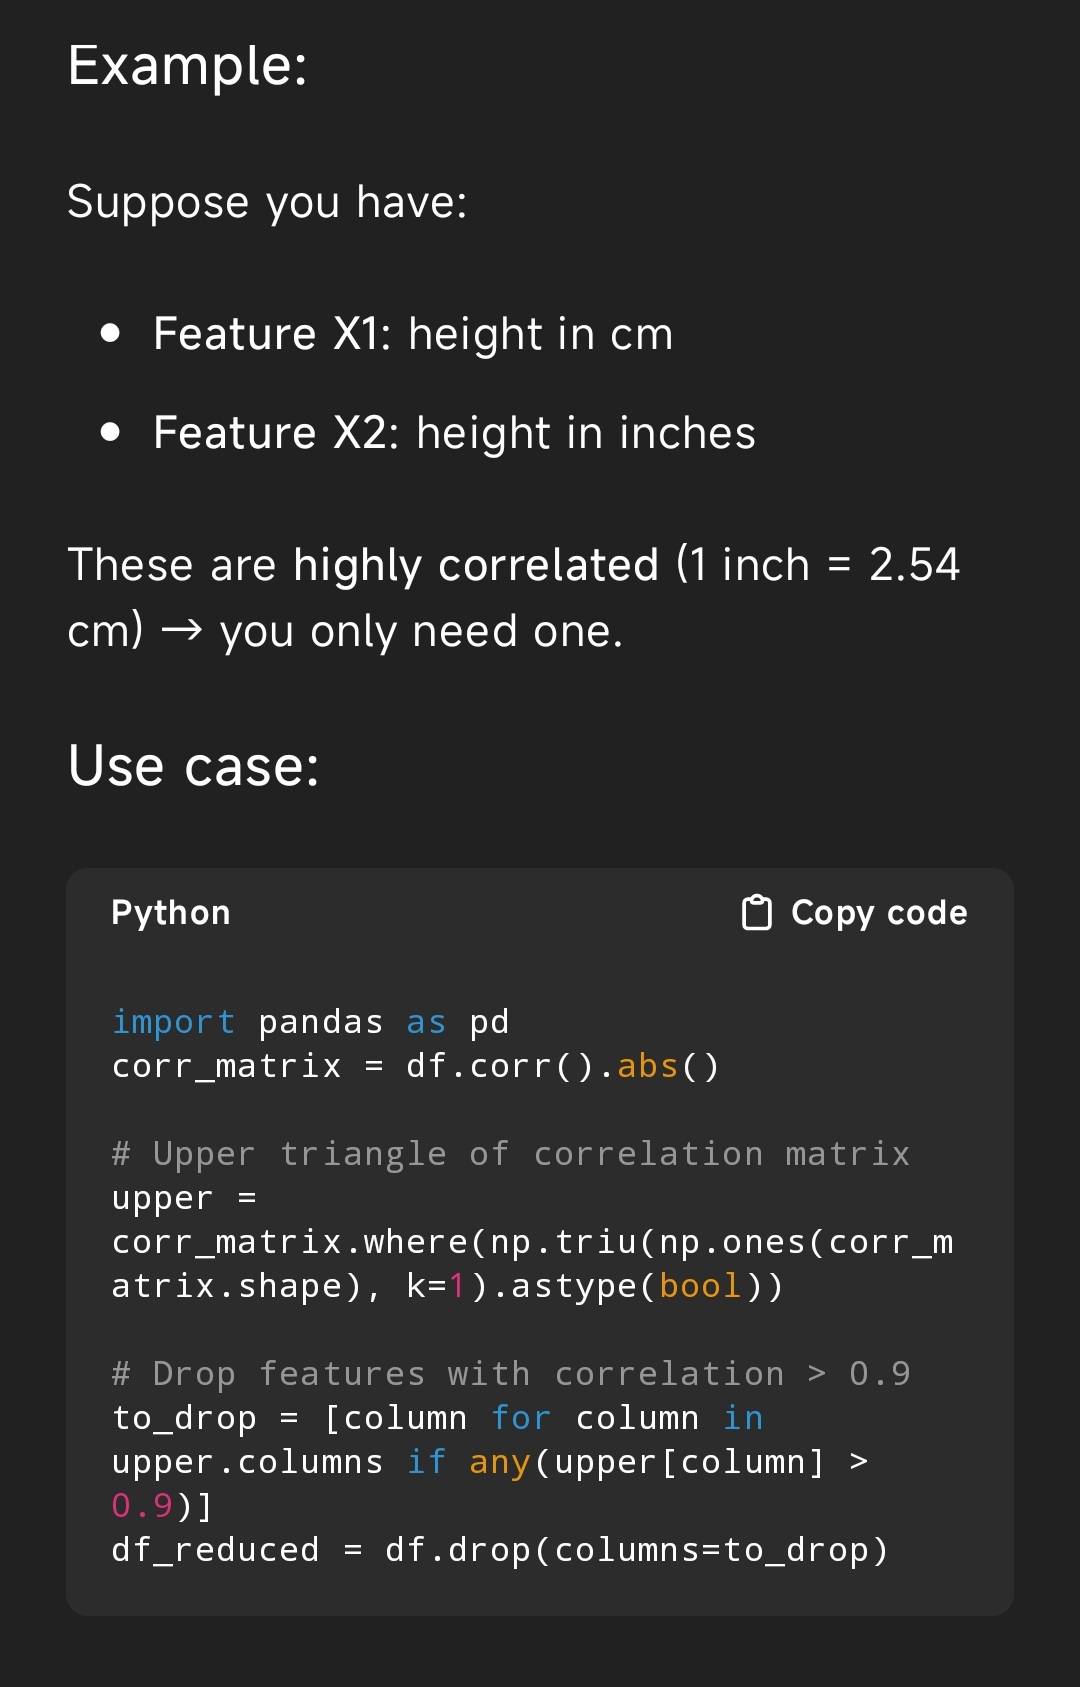 Example:
Suppose you have:
• Feature X1: height in cm
• Feature X2: height in inches
These are highly correlated (1 inch = 2.54
cm) → you only need one.
Use case:
Python
Copy code
import pandas as pd
corr_matrix = df.corr().abs()
# Upper triangle of correlation matrix
upper =
corr_matrix.where(np.triu(np.ones(corr_m
atrix.shape), k=1).astype(bool))
# Drop features with correlation > 0.9
to_drop = [column for column in
upper.columns if any(upper[column] >
0.9)]
df_reduced = df.drop(columns=to_drop)